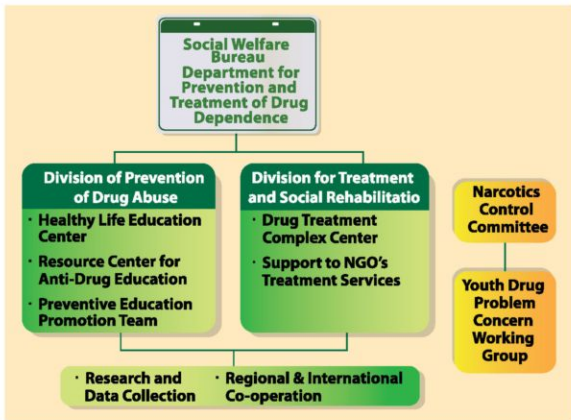 Social Welfare
Bureau
Department for
Prevention and
Treatment of Drug
Dependence
Division of Prevention
of Drug Abuse
· Healthy Life Education
Center
· Resource Center for
Anti-Drug Education
· Preventive Education
Promotion Team
Division for Treatment
and Social Rehabilitatio
· Drug Treatment
Complex Center
· Support to NGO's
Treatment Services
Narcotics
Control
Committee
Youth Drug
Problem
Concern
Working
Group
· Research and
Data Collection
· Regional & International
Co-operation